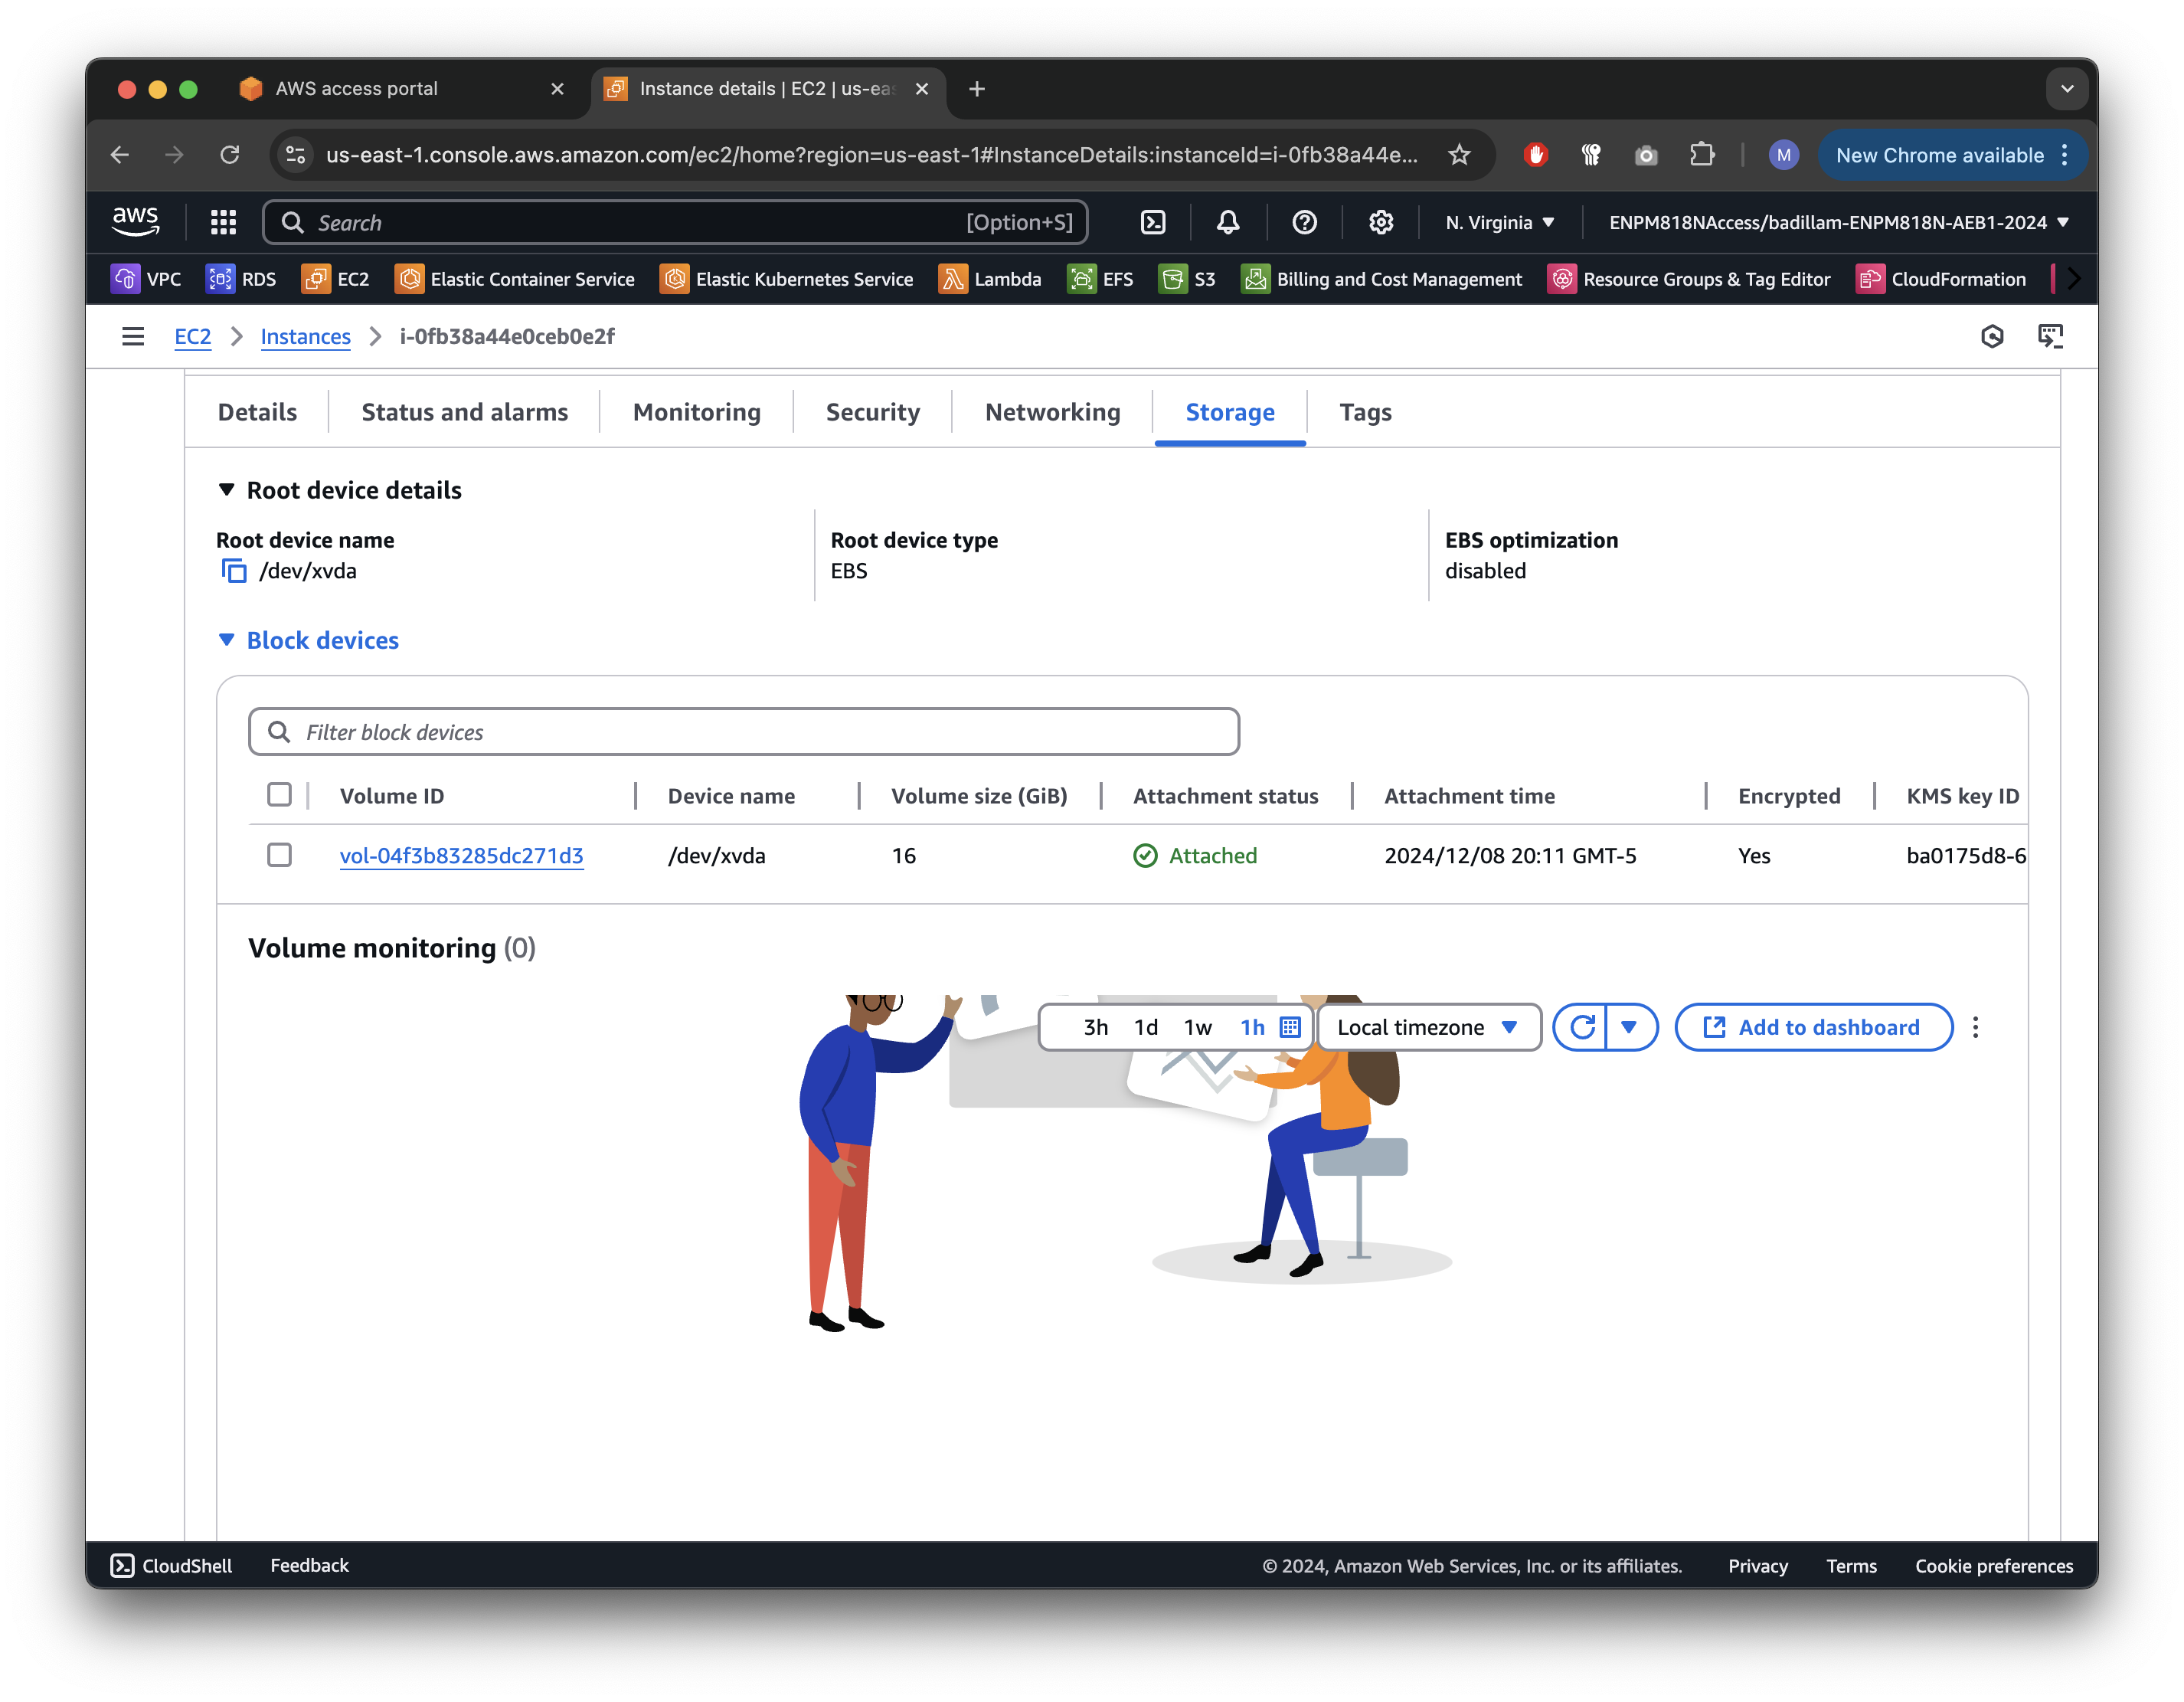 AWS access portal
Instance details | EC2 | us-eas
us-east-1.console.aws.amazon.com/ec2/home?region=us-east-1#InstanceDetails:instanceId=i-0fb38a44e...
M
New Chrome available
aws
Search
[Option+S]
N. Virginia
ENPM818NAccess/badillam-ENPM818N-AEB1-2024
VPC
RDS
EC2
Elastic Container Service
Elastic Kubernetes Service
Lambda
EFS
S3
Billing and Cost Management
Resource Groups & Tag Editor
CloudFormation
EC2
Instances
i-0fb38a44e0ceb0e2f
Details
Status and alarms
Monitoring
Security
Networking
Storage
Tags
Root device details
Root device name
/dev/xvda
Root device type
EBS
EBS optimization
disabled
Block devices
Filter block devices
Volume ID
Device name
Volume size (GiB)
Attachment status
Attachment time
Encrypted
KMS key ID
vol-04f3b83285dc271d3
/dev/xvda
16
Attached
2024/12/08 20:11 GMT-5
Yes
ba0175d8-6
Volume monitoring (0)
3h
1d
1w
1h
Local timezone
Add to dashboard
CloudShell
Feedback
© 2024, Amazon Web Services, Inc. or its affiliates.
Privacy
Terms
Cookie preferences